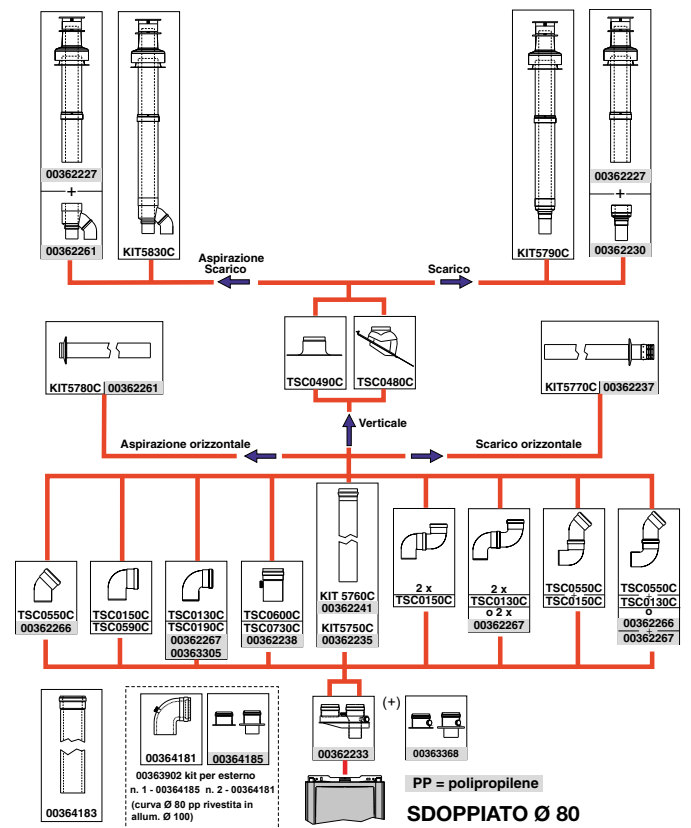 00362227
+
00362261
KIT5830C
KIT5790C
00362227
+
00362230
Aspirazione
Scarico
Scarico
TSC0490C
TSC0480C
KIT5780C 00362261
KIT5770C 00362237
Verticale
Aspirazione orizzontale
Scarico orizzontale
TSC0550C
00362266
TSC0150C
TSC0590C
TSC0130C
TSC0190C
00362267
00363305
TSC0600C
TSC0730C
00362238
KIT 5760C
00362241
KIT5750C
00362235
2 x
TSC0150C
2 x
TSC0130C
o 2 x
00362267
TSC0550C
+
TSC0150C
TSC0550C
+
TSC0130C
o
00362266
+
00362267
00364183
00364181
00364185
00363902 kit per esterno
n. 1 - 00364185 n. 2 - 00364181
(curva Ø 80 pp rivestita in
allum. Ø 100)
00362233
(+)
00363368
PP = polipropilene
SDOPPIATO Ø 80